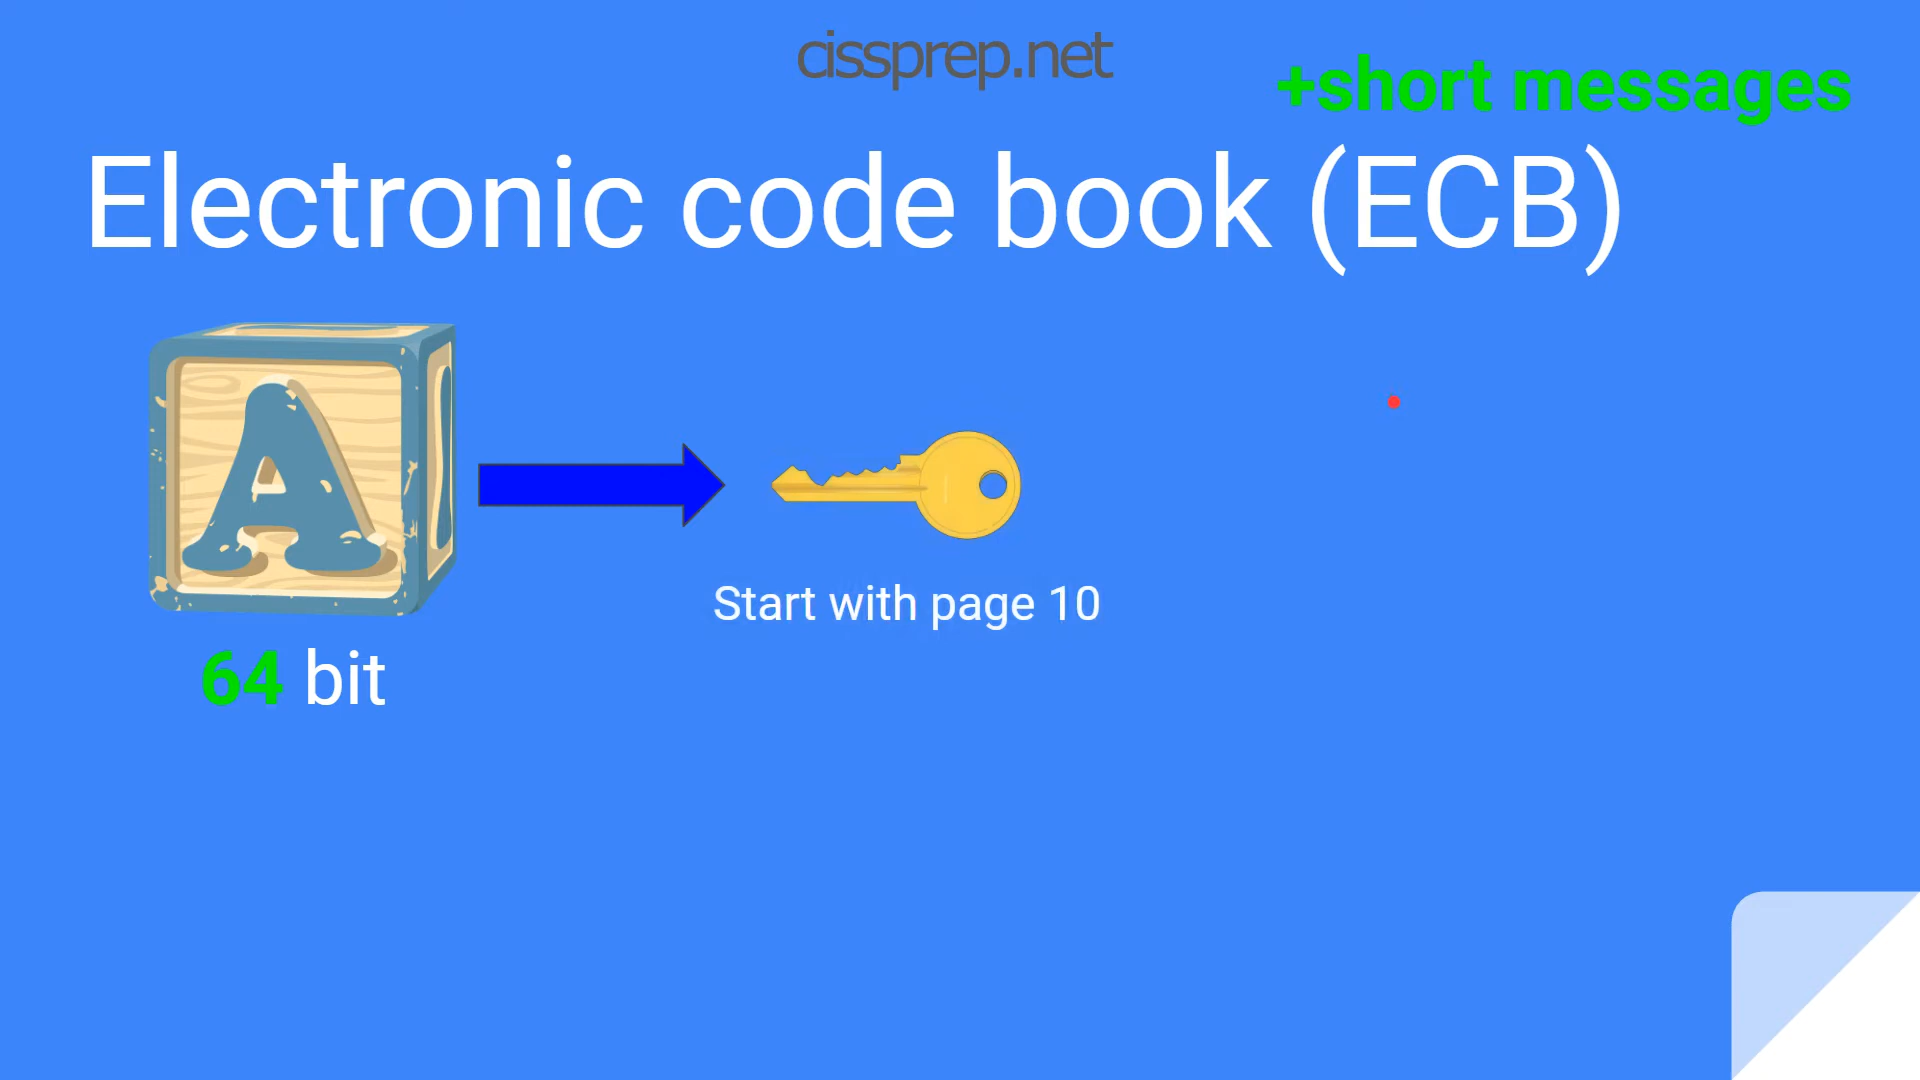 cissprep.net
+short messages
Electronic code book (ECB)
A
Start with page 10
64 bit